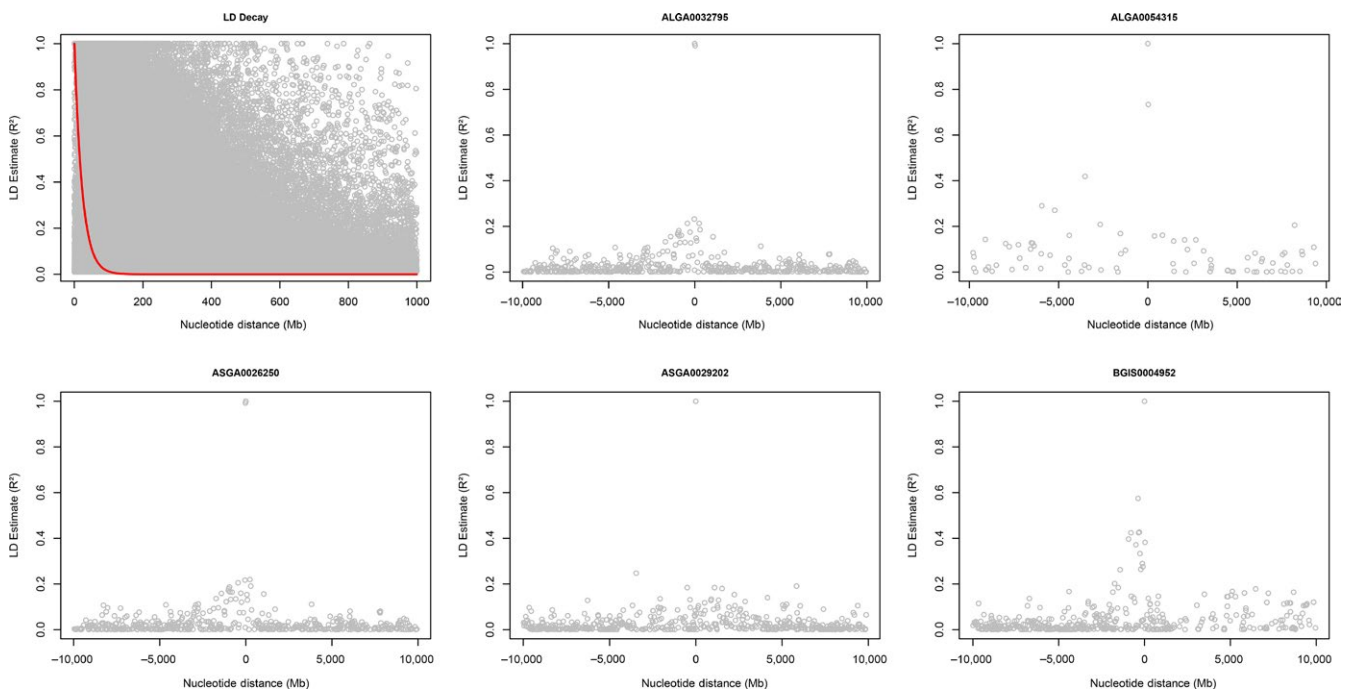 LD Decay
LD Estimate (R²)
1.0
0.8
0.6
0.4
0.2
0.0
0 200 400 600 800 1000
Nucleotide distance (Mb)
ALGA0032795
LD Estimate (R²)
1.0
0.8
0.6
0.4
0.2
0.0
−10,000 −5,000 0 5,000 10,000
Nucleotide distance (Mb)
ALGA0054315
LD Estimate (R²)
1.0
0.8
0.6
0.4
0.2
0.0
−10,000 −5,000 0 5,000 10,000
Nucleotide distance (Mb)
ASGA0026250
LD Estimate (R²)
1.0
0.8
0.6
0.4
0.2
0.0
−10,000 −5,000 0 5,000 10,000
Nucleotide distance (Mb)
ASGA0029202
LD Estimate (R²)
1.0
0.8
0.6
0.4
0.2
0.0
−10,000 −5,000 0 5,000 10,000
Nucleotide distance (Mb)
BGIS0004952
LD Estimate (R²)
1.0
0.8
0.6
0.4
0.2
0.0
−10,000 −5,000 0 5,000 10,000
Nucleotide distance (Mb)